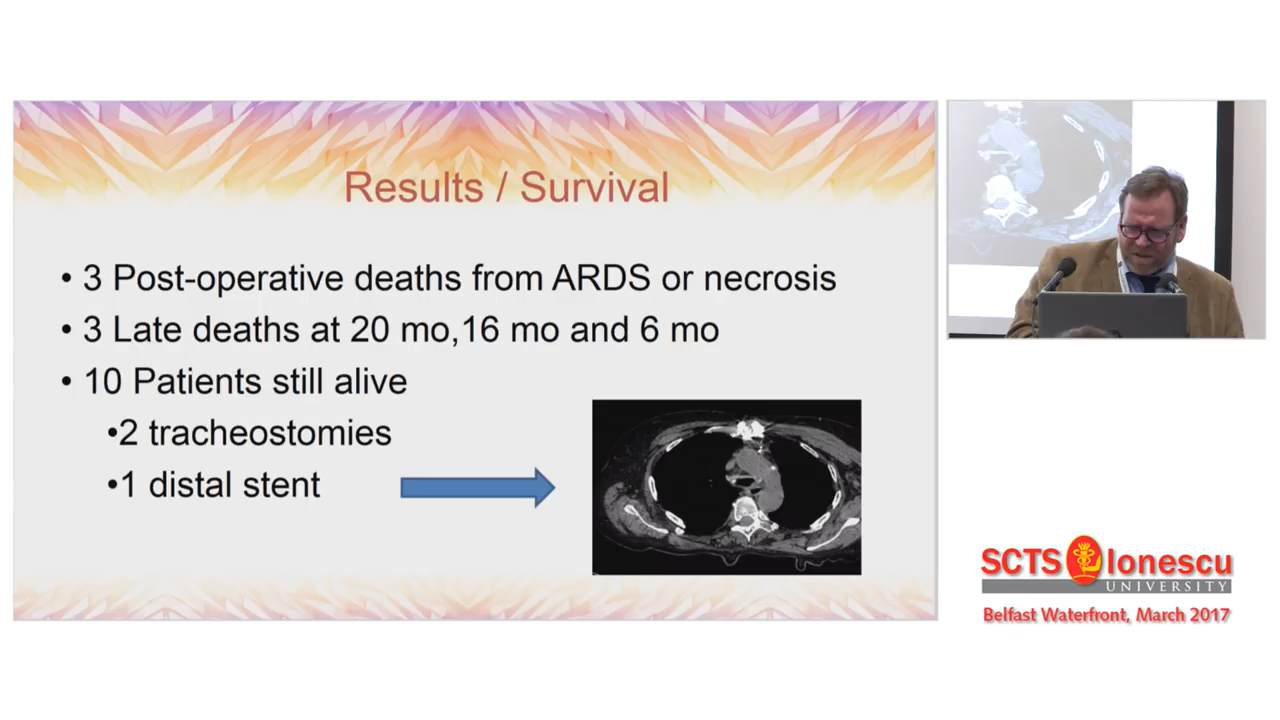 Results / Survival
• 3 Post-operative deaths from ARDS or necrosis
• 3 Late deaths at 20 mo,16 mo and 6 mo
• 10 Patients still alive
•2 tracheostomies
•1 distal stent
SCTS Ionescu
UNIVERSITY
Belfast Waterfront, March 2017